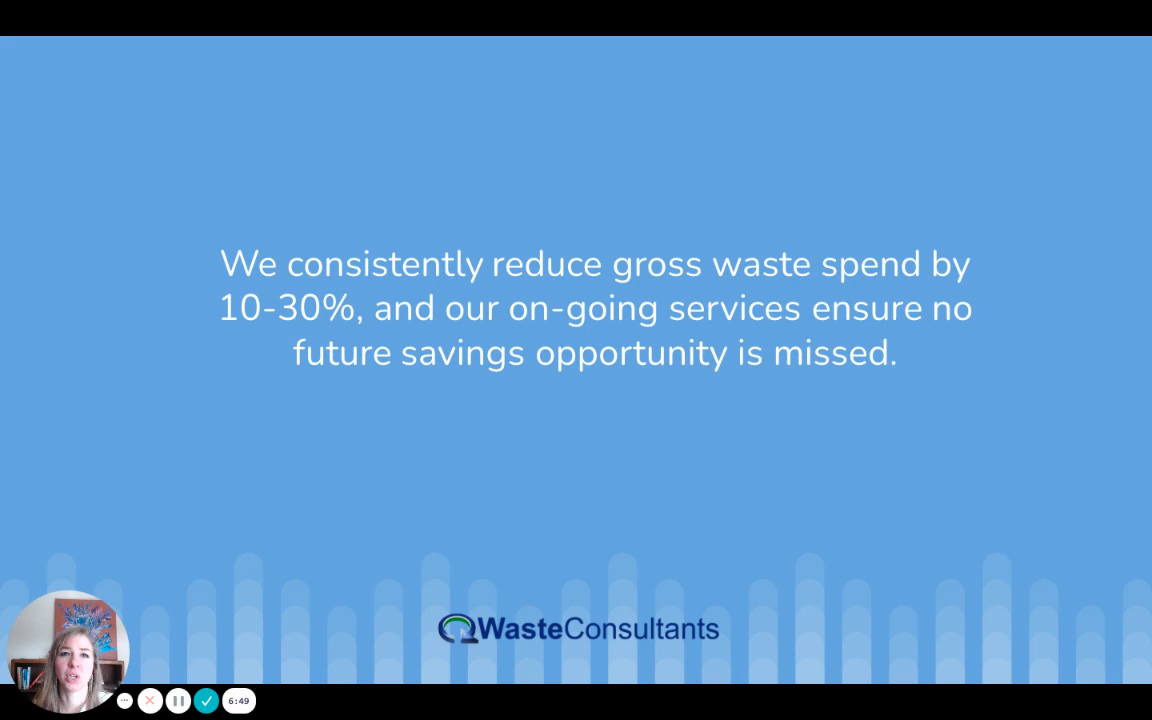 We consistently reduce gross waste spend by
10-30%, and our on-going services ensure no
future savings opportunity is missed.
WasteConsultants
6:49